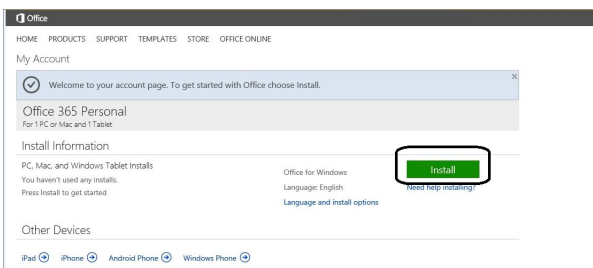 Office
HOME PRODUCTS SUPPORT TEMPLATES STORE OFFICE ONLINE
My Account
Welcome to your account page. To get started with Office choose Install.
Office 365 Personal
For 1 PC or Mac and 1 Tablet
Install Information
PC, Mac, and Windows Tablet Installs
You haven't used any installs.
Press Install to get started
Office for Windows
Language: English
Language and install options
Install
Need help installing?
Other Devices
iPad iPhone Android Phone Windows Phone